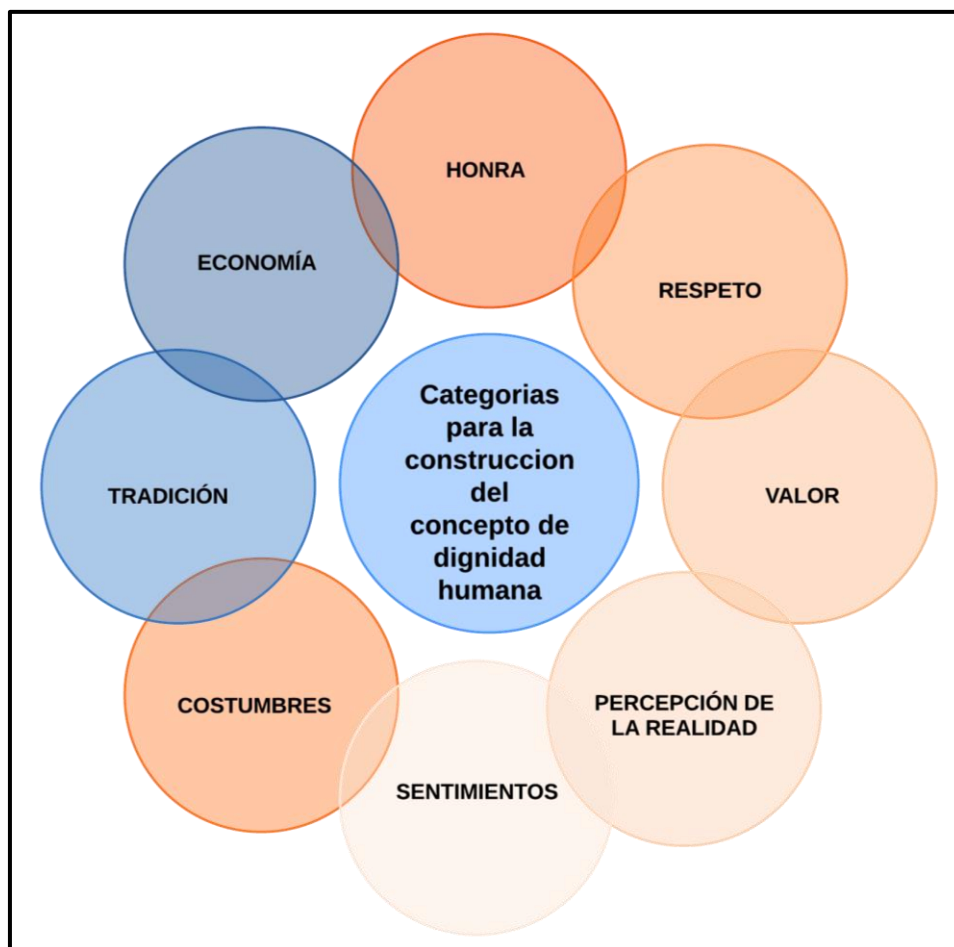 HONRA
RESPETO
VALOR
PERCEPCIÓN DE
LA REALIDAD
SENTIMIENTOS
COSTUMBRES
TRADICIÓN
ECONOMÍA
Categorias
para la
construccion
del
concepto de
dignidad
humana